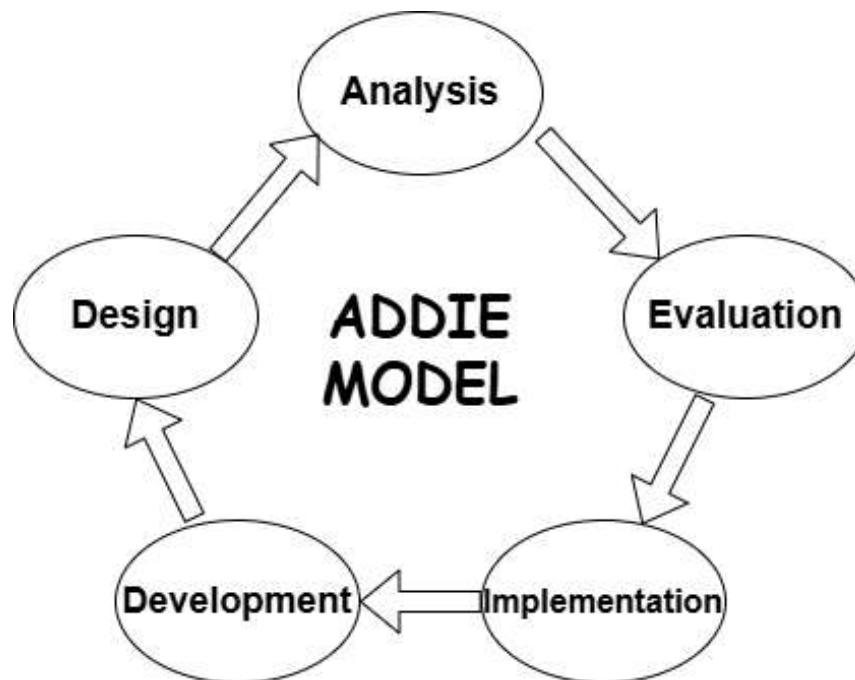 Analysis
Design
ADDIE
MODEL
Evaluation
Development
Implementation